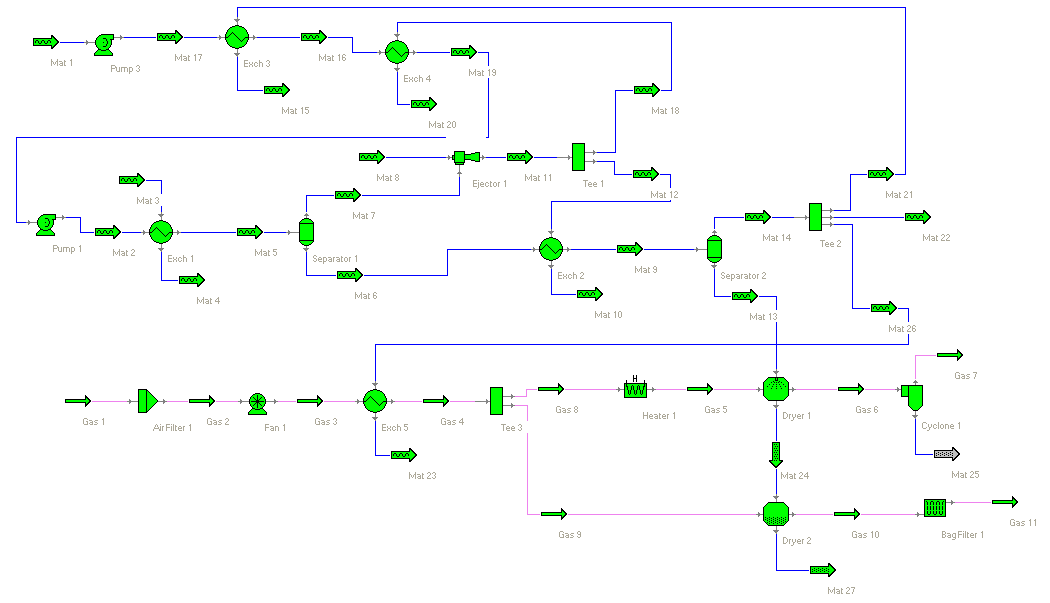 Mat 1
Pump 3
Mat 17
Exch 3
Mat 16
Exch 4
Mat 19
Mat 15
Mat 20
Mat 18
Mat 8
Ejector 1
Mat 11
Tee 1
Mat 12
Mat 21
Mat 3
Mat 7
Mat 14
Tee 2
Mat 22
Pump 1
Mat 2
Exch 1
Mat 5
Separator 1
Exch 2
Mat 9
Separator 2
Mat 4
Mat 6
Mat 10
Mat 13
Mat 26
Gas 7
H
Gas 1
AirFilter 1
Gas 2
Fan 1
Gas 3
Exch 5
Gas 4
Tee 3
Gas 8
Heater 1
Gas 5
Dryer 1
Gas 6
Cyclone 1
Mat 23
Mat 24
Mat 25
Gas 9
Dryer 2
Gas 10
BagFilter 1
Gas 11
Mat 27